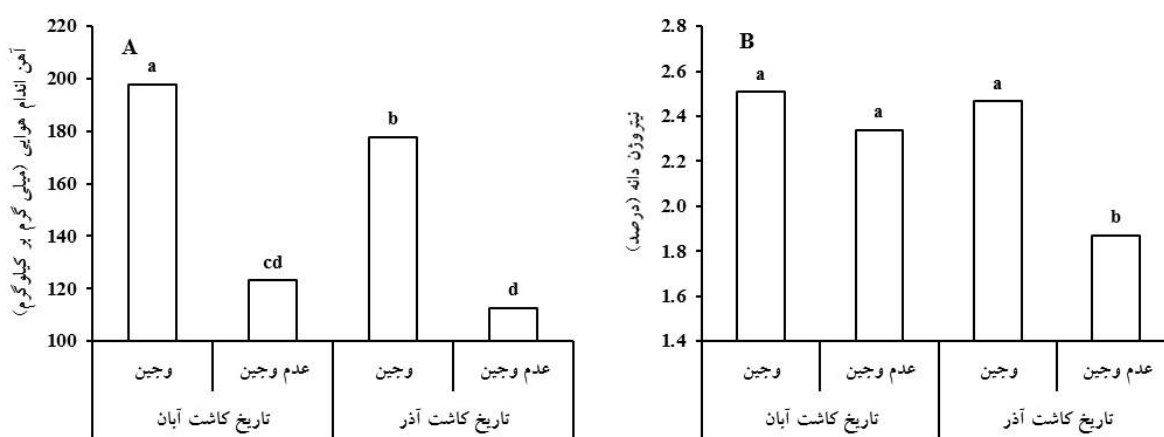 A
220
200
180
160
140
120
100
آهن اندام هوایی (میلی گرم بر کیلوگرم)
a
cd
b
d
وجین
عدم وجین
وجین
عدم وجین
تاریخ کاشت آبان
تاریخ کاشت آذر
B
2.8
2.6
2.4
2.2
2.0
1.8
1.6
1.4
نیتروژن دانه (درصد)
a
a
a
b
وجین
عدم وجین
وجین
عدم وجین
تاریخ کاشت آبان
تاریخ کاشت آذر